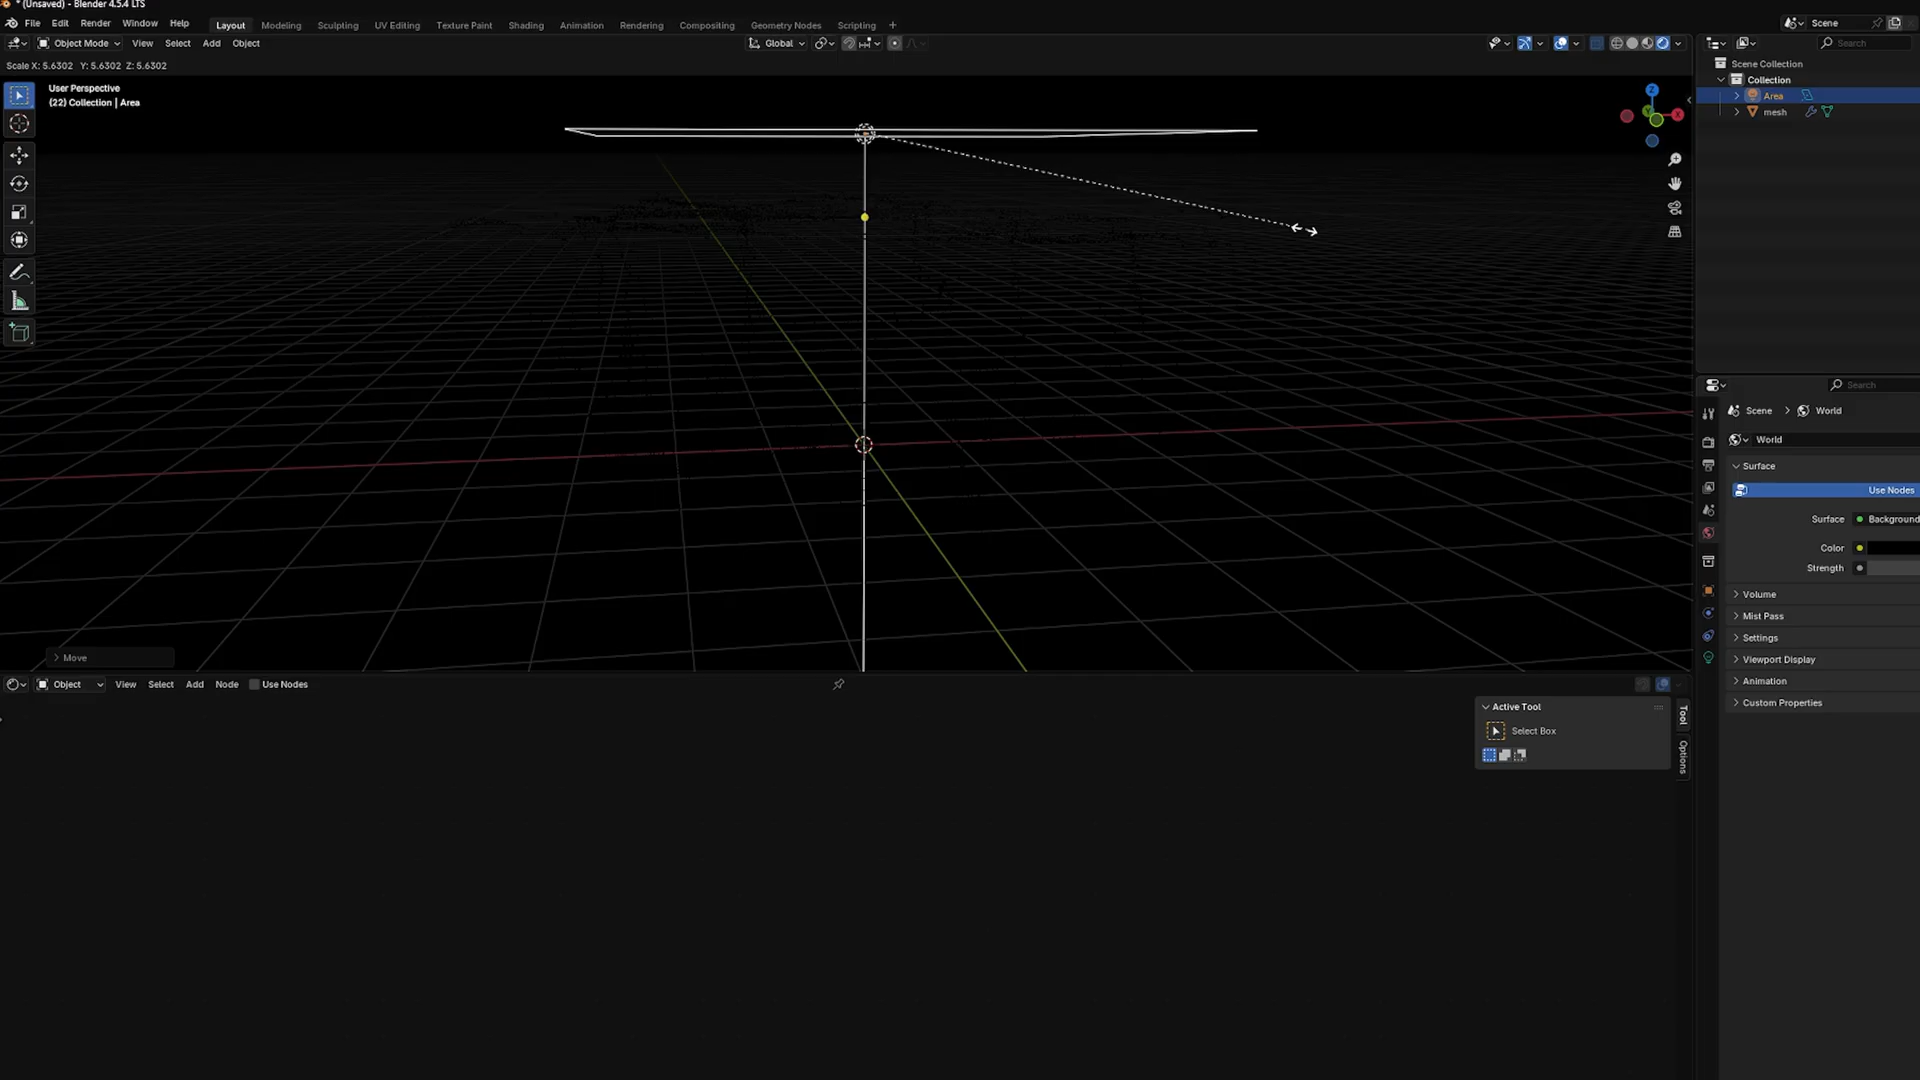 * (Unsaved) - Blender 4.5.4 LTS
File Edit Render Window Help Layout Modeling Sculpting UV Editing Texture Paint Shading Animation Rendering Compositing Geometry Nodes Scripting + Scene
Object Mode View Select Add Object Global Search
Scale X: 5.6302 Y: 5.6302 Z: 5.6302
User Perspective
(22) Collection | Area
Scene Collection
Collection
Area
mesh
Z
X
Y
Search
Scene > World
World
Surface
Use Nodes
Surface Background
Color
Strength
Volume
Mist Pass
Settings
Viewport Display
Animation
Custom Properties
> Move
Object View Select Add Node Use Nodes
Active Tool
Select Box
Tool
Options